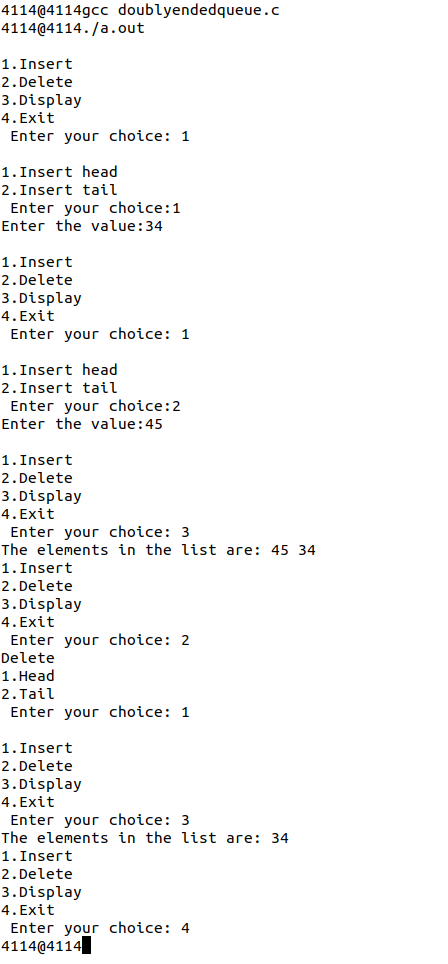 4114@4114gcc doublyendedqueue.c
4114@4114./a.out
1.Insert
2.Delete
3.Display
4.Exit
Enter your choice: 1
1.Insert head
2.Insert tail
Enter your choice:1
Enter the value:34
1.Insert
2.Delete
3.Display
4.Exit
Enter your choice: 1
1.Insert head
2.Insert tail
Enter your choice:2
Enter the value:45
1.Insert
2.Delete
3.Display
4.Exit
Enter your choice: 3
The elements in the list are: 45 34
1.Insert
2.Delete
3.Display
4.Exit
Enter your choice: 2
Delete
1.Head
2.Tail
Enter your choice: 1
1.Insert
2.Delete
3.Display
4.Exit
Enter your choice: 3
The elements in the list are: 34
1.Insert
2.Delete
3.Display
4.Exit
Enter your choice: 4
4114@4114